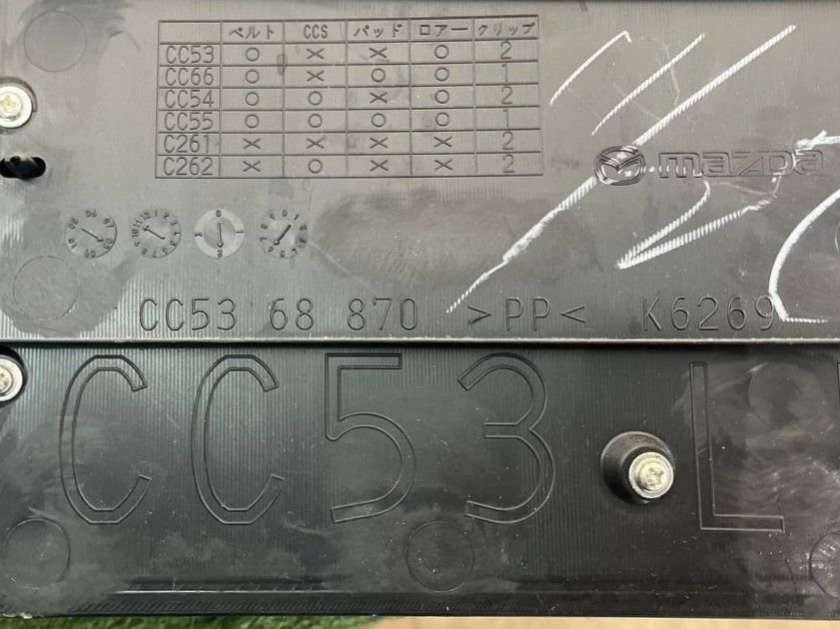 ベルト CCS パッド ロアー クリップ
CC53 ○ × × ○ 2
CC66 ○ × ○ ○ 1
CC54 ○ ○ × ○ 2
CC55 ○ ○ ○ ○ 1
C261 × × × × 2
C262 × ○ × × 2
mazda
CC53 68 870 >PP< K6269
CC53 L